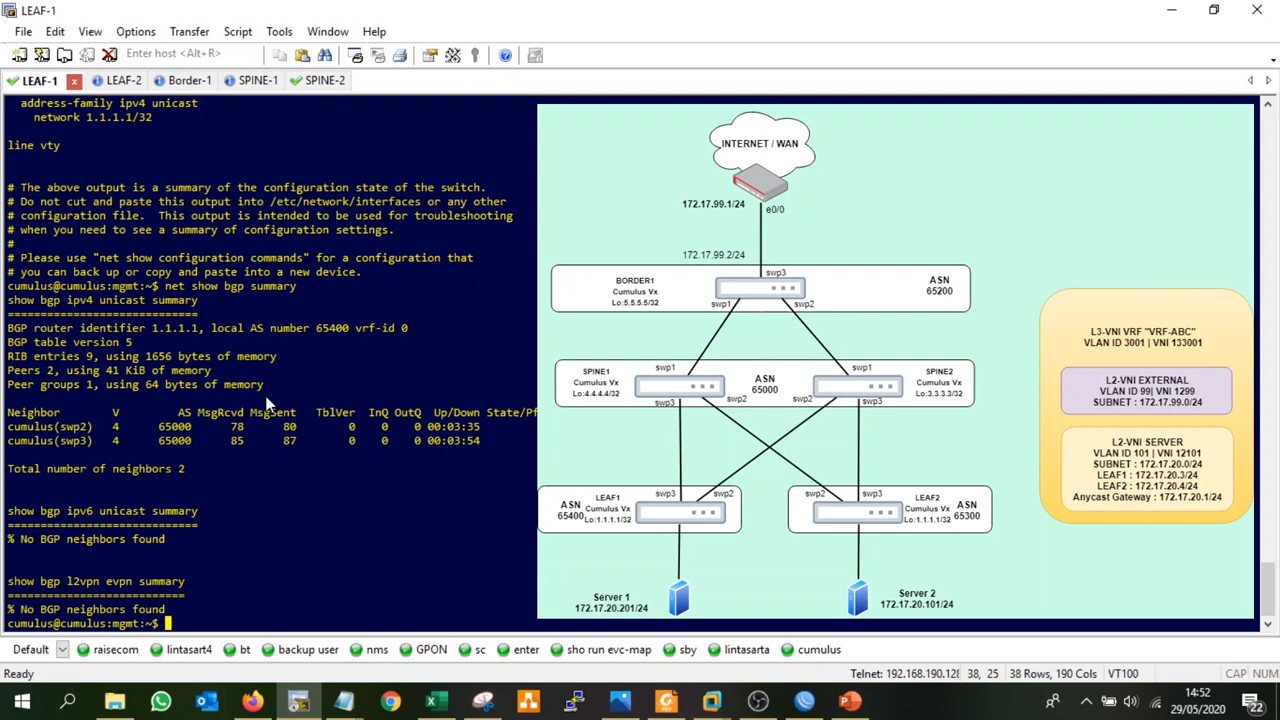 LEAF-1
File Edit View Options Transfer Script Tools Window Help
Enter host <Alt+R>
LEAF-1 LEAF-2 Border-1 SPINE-1 SPINE-2
address-family ipv4 unicast
network 1.1.1.1/32
line vty
# The above output is a summary of the configuration state of the switch.
# Do not cut and paste this output into /etc/network/interfaces or any other
# configuration file. This output is intended to be used for troubleshooting
# when you need to see a summary of configuration settings.
#
# Please use "net show configuration commands" for a configuration that
# you can back up or copy and paste into a new device.
cumulus@cumulus:mgmt:~$ net show bgp summary
show bgp ipv4 unicast summary
=============================
BGP router identifier 1.1.1.1, local AS number 65400 vrf-id 0
BGP table version 5
RIB entries 9, using 1656 bytes of memory
Peers 2, using 41 KiB of memory
Peer groups 1, using 64 bytes of memory
Neighbor V AS MsgRcvd MsgSent TblVer InQ OutQ Up/Down State/Pf
cumulus(swp2) 4 65000 78 80 0 0 0 00:03:35
cumulus(swp3) 4 65000 85 87 0 0 0 00:03:54
Total number of neighbors 2
show bgp ipv6 unicast summary
=============================
% No BGP neighbors found
show bgp l2vpn evpn summary
===========================
% No BGP neighbors found
cumulus@cumulus:mgmt:~$
INTERNET / WAN
172.17.99.1/24
e0/0
172.17.99.2/24
swp3
BORDER1
Cumulus Vx
Lo:5.5.5.5/32
swp1
swp2
ASN
65200
SPINE1
Cumulus Vx
Lo:4.4.4.4/32
swp1
swp3
swp2
ASN
65000
swp1
swp2
swp3
SPINE2
Cumulus Vx
Lo:3.3.3.3/32
ASN
65400
LEAF1
Cumulus Vx
Lo:1.1.1.1/32
swp3
swp2
swp2
swp3
LEAF2
Cumulus Vx
Lo:1.1.1.1/32
ASN
65300
Server 1
172.17.20.201/24
Server 2
172.17.20.101/24
L3-VNI VRF "VRF-ABC"
VLAN ID 3001 | VNI 133001
L2-VNI EXTERNAL
VLAN ID 99| VNI 1299
SUBNET : 172.17.99.0/24
L2-VNI SERVER
VLAN ID 101 | VNI 12101
SUBNET : 172.17.20.0/24
LEAF1 : 172.17.20.3/24
LEAF2 : 172.17.20.4/24
Anycast Gateway : 172.17.20.1/24
Default raisecom lintasart4 bt backup user nms GPON sc enter sho run evc-map sby lintasarta cumulus
Ready Telnet: 192.168.190.128 38, 25 38 Rows, 190 Cols VT100 CAP NUM
14:52
29/05/2020
22